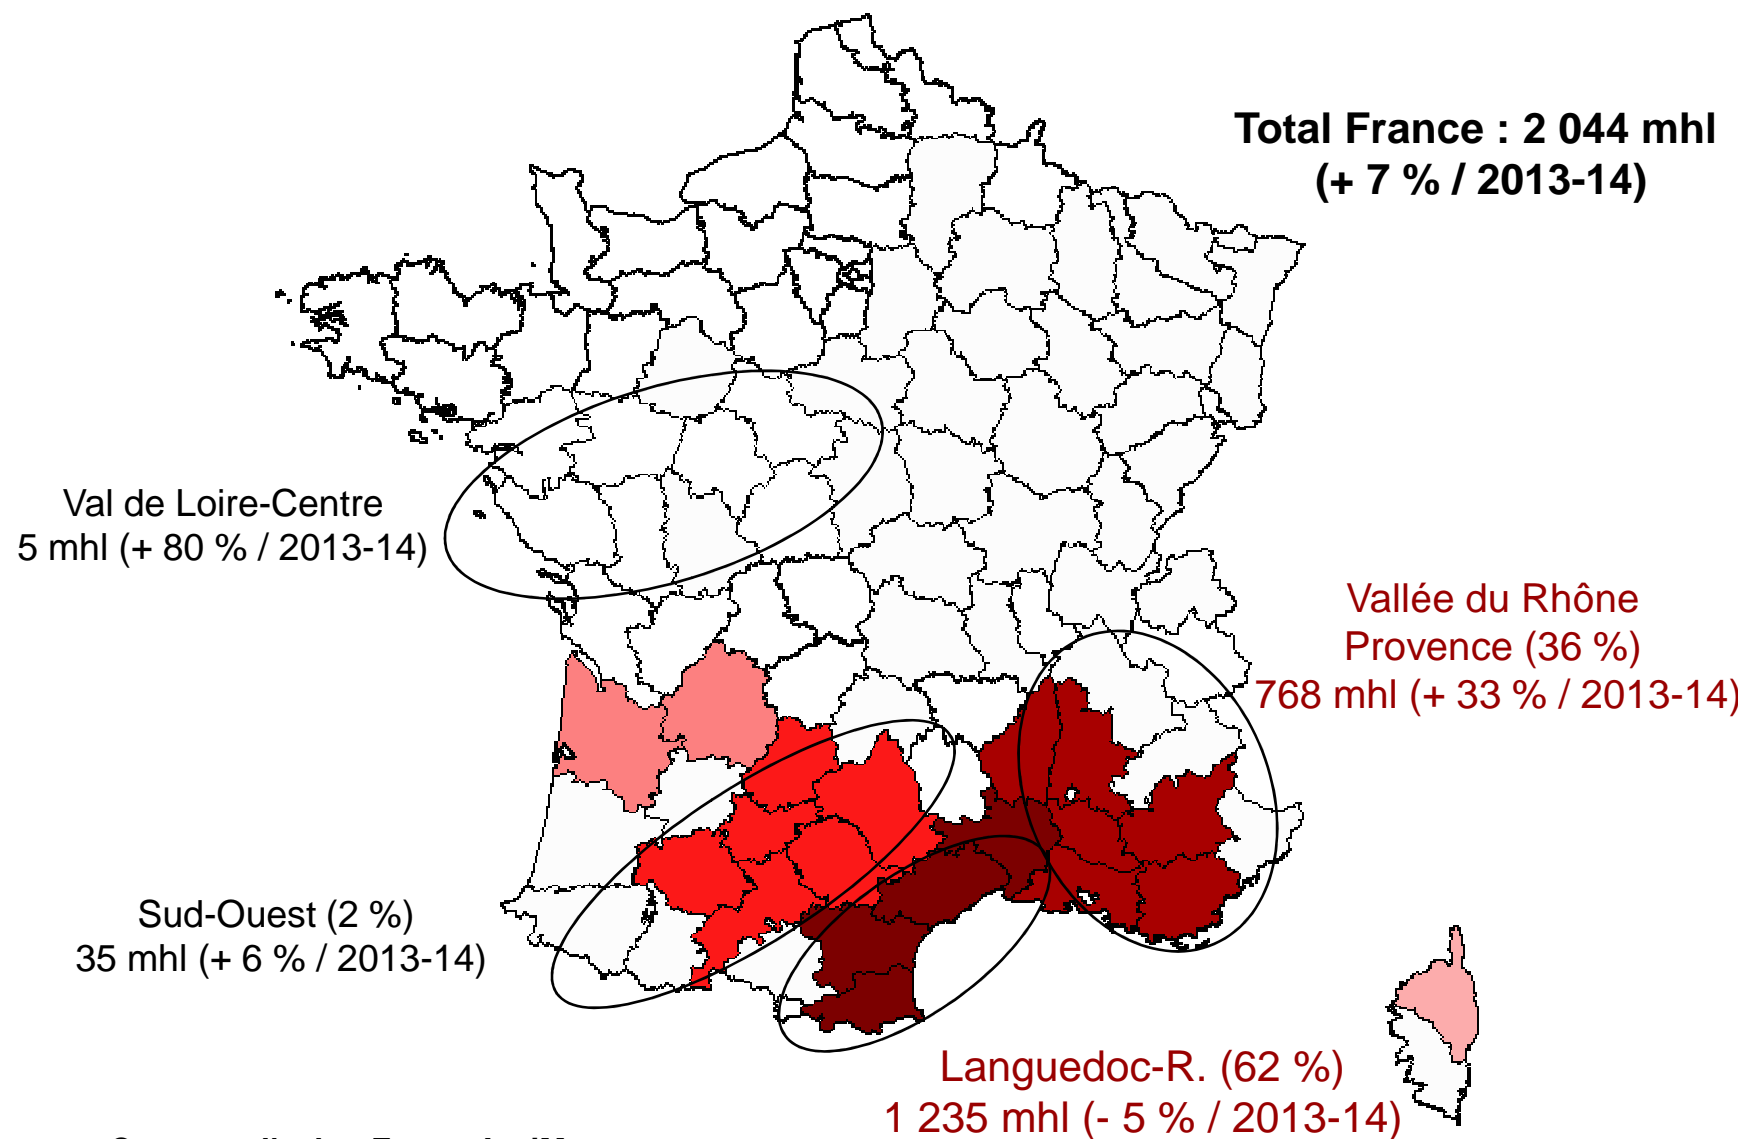 Total France : 2 044 mhl
(+ 7 % / 2013-14)
Val de Loire-Centre
5 mhl (+ 80 % / 2013-14)
Vallée du Rhône
Provence (36 %)
768 mhl (+ 33 % / 2013-14)
Sud-Ouest (2 %)
35 mhl (+ 6 % / 2013-14)
Languedoc-R. (62 %)
1 235 mhl (- 5 % / 2013-14)